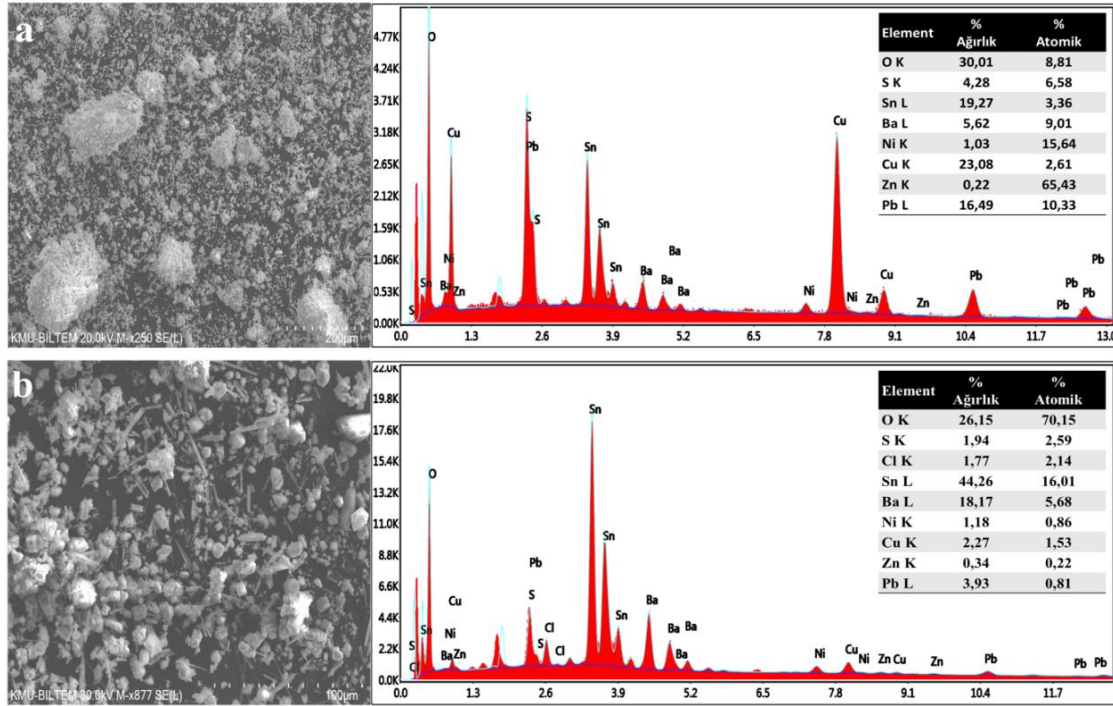 a
KMU-BILTEM 20.0kV M-x250 SE(L)
200µm
4.77K
4.24K
3.71K
3.18K
2.65K
2.12K
1.59K
1.06K
0.53K
0.00K
O
Cu
S
Pb
S
Sn
Sn
Sn
Ni
Ba
Zn
Sn
S
Ba
Ba
Ba
Ba
Cu
Ni
Ni
Cu
Zn
Zn
Pb
Pb
Pb
Pb
Pb
0.0 1.3 2.6 3.9 5.2 6.5 7.8 9.1 10.4 11.7 13.0
Element % Ağırlık % Atomik
O K 30,01 8,81
S K 4,28 6,58
Sn L 19,27 3,36
Ba L 5,62 9,01
Ni K 1,03 15,64
Cu K 23,08 2,61
Zn K 0,22 65,43
Pb L 16,49 10,33
b
KMU-BILTEM 30.0kV M-x877 SE(L)
100µm
22.0K
19.8K
17.6K
15.4K
13.2K
11.0K
8.8K
6.6K
4.4K
2.2K
0.0K
O
Sn
Sn
Sn
Pb
S
S
Cl
Cl
Cu
Ni
Ba
Zn
S
Sn
Cl
Ba
Ba
Ba
Ba
Ni
Cu
Ni
Zn
Cu
Zn
Pb
Pb
Pb
0.0 1.3 2.6 3.9 5.2 6.5 7.8 9.1 10.4 11.7
Element % Ağırlık % Atomik
O K 26,15 70,15
S K 1,94 2,59
Cl K 1,77 2,14
Sn L 44,26 16,01
Ba L 18,17 5,68
Ni K 1,18 0,86
Cu K 2,27 1,53
Zn K 0,34 0,22
Pb L 3,93 0,81